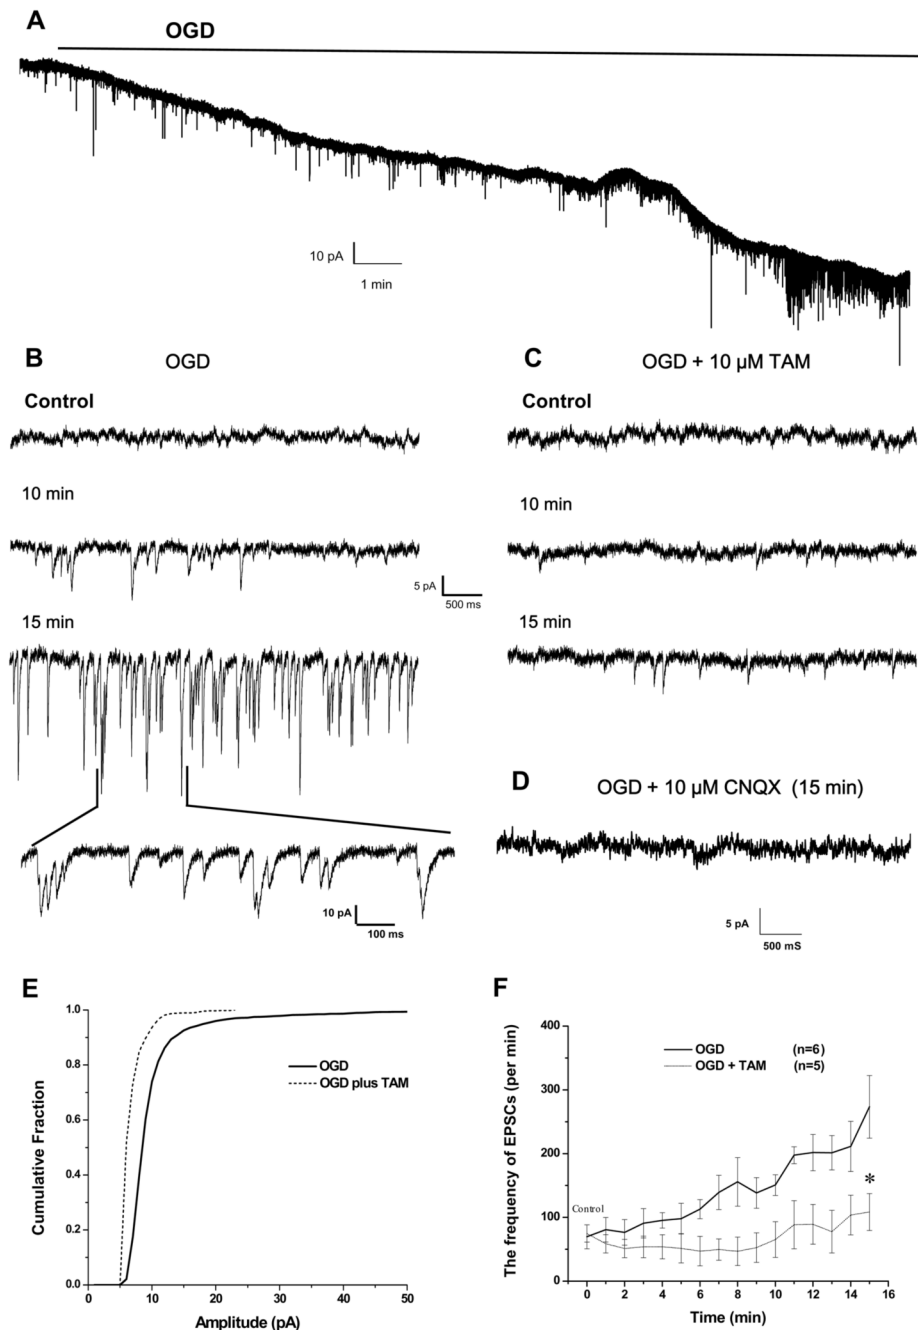 A
OGD
10 pA
1 min
B
OGD
Control
10 min
5 pA
500 ms
15 min
10 pA
100 ms
C
OGD + 10 µM TAM
Control
10 min
15 min
D
OGD + 10 µM CNQX (15 min)
5 pA
500 mS
E
1.0
0.8
0.6
0.4
0.2
0.0
Cumulative Fraction
OGD
OGD plus TAM
0 10 20 30 40 50
Amplitude (pA)
F
400
300
200
100
0
The frequency of EPSCs (per min)
OGD (n=6)
OGD + TAM (n=5)
Control
*
0 2 4 6 8 10 12 14 16
Time (min)